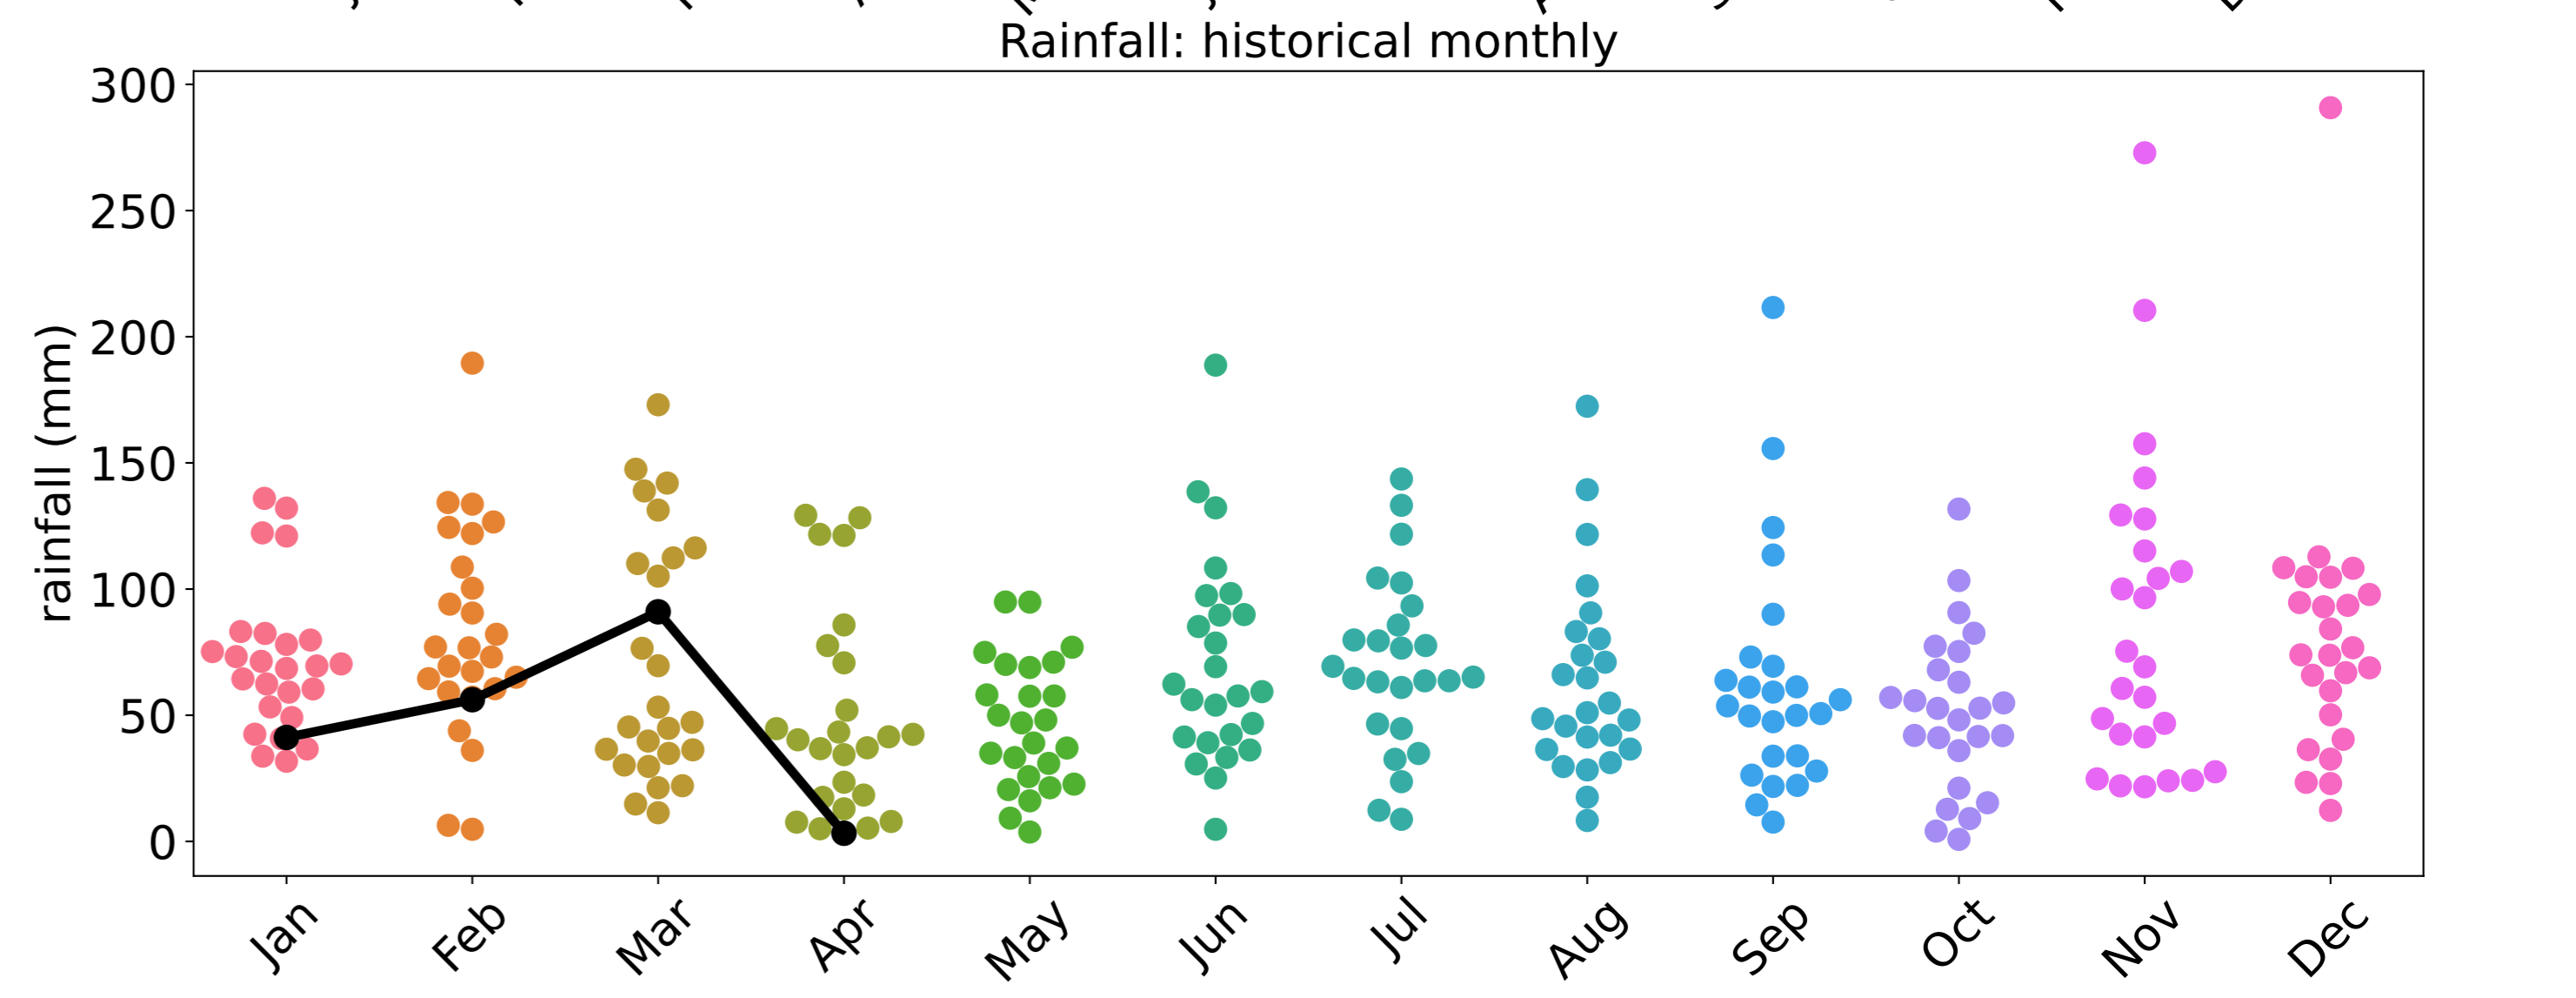 Rainfall: historical monthly
300
250
200
150
100
50
0
rainfall (mm)
Jan
Feb
Mar
Apr
May
Jun
Jul
Aug
Sep
Oct
Nov
Dec